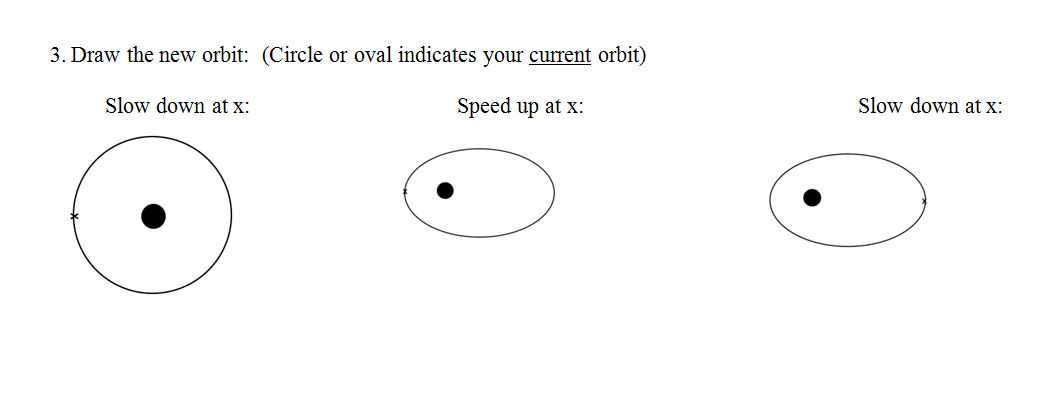 3. Draw the new orbit:  (Circle or oval indicates your current orbit)
Slow down at x:
Speed up at x:
Slow down at x:
x
x
x